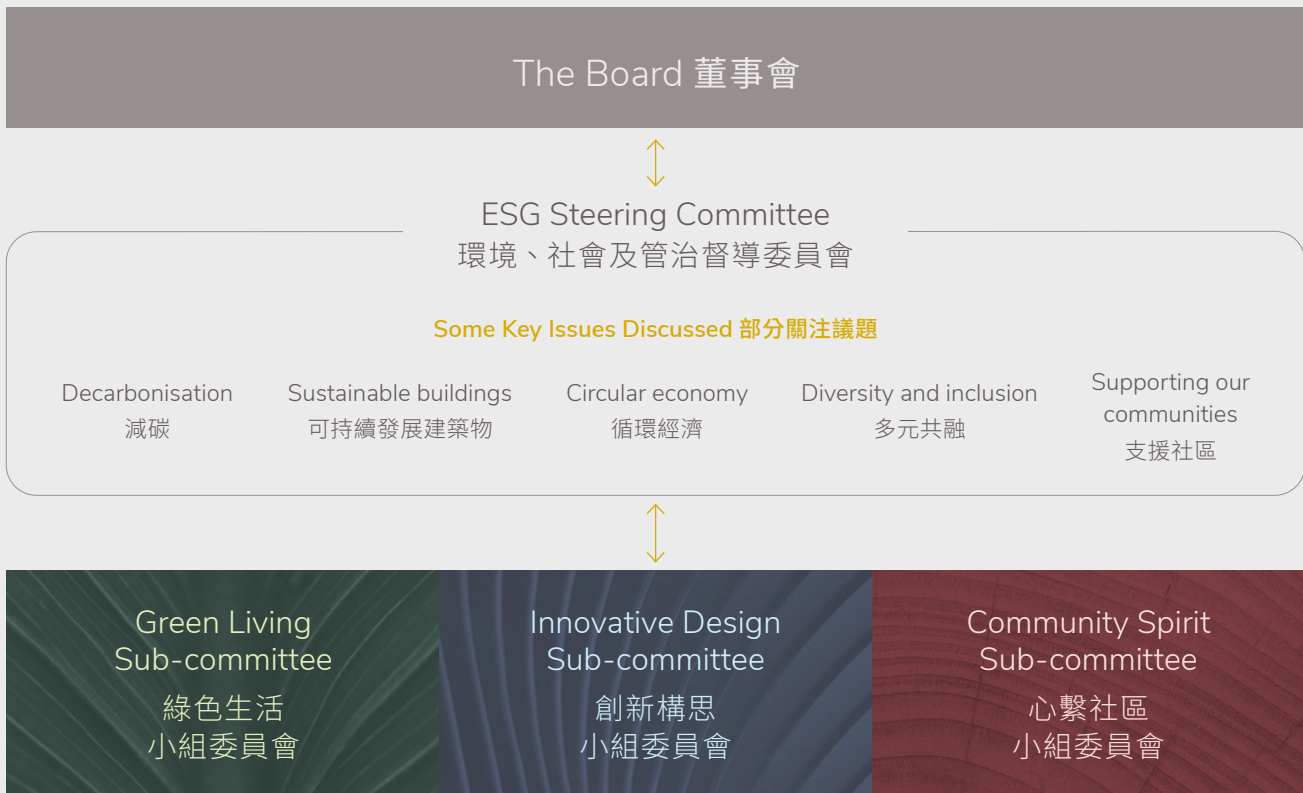 The Board 董事會
ESG Steering Committee
環境、社會及管治督導委員會
Some Key Issues Discussed 部分關注議題
Decarbonisation
減碳
Sustainable buildings
可持續發展建築物
Circular economy
循環經濟
Diversity and inclusion
多元共融
Supporting our
communities
支援社區
Green Living
Sub-committee
綠色生活
小組委員會
Innovative Design
Sub-committee
創新構思
小組委員會
Community Spirit
Sub-committee
心繫社區
小組委員會